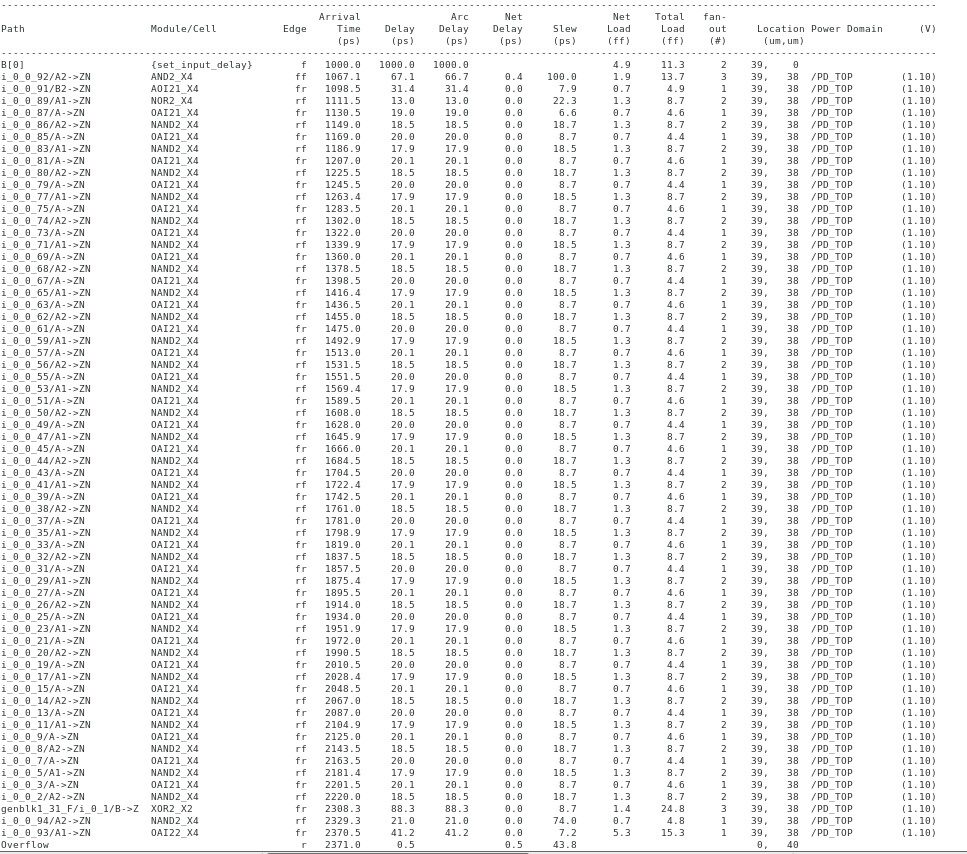 Arrival Arc Net Net Total fan-
Path Module/Cell Edge Time Delay Delay Delay Slew Load Load out Location Power Domain (V)
(ps) (ps) (ps) (ps) (ps) (ff) (ff) (#) (um,um)
B[0] {set_input_delay} f 1000.0 1000.0 1000.0 4.9 11.3 2 39, 0
i_0_0_92/A2->ZN AND2_X4 ff 1067.1 67.1 66.7 0.4 100.0 1.9 13.7 3 39, 38 /PD_TOP (1.10)
i_0_0_91/B2->ZN AOI21_X4 fr 1098.5 31.4 31.4 0.0 7.9 0.7 4.9 1 39, 38 /PD_TOP (1.10)
i_0_0_89/A1->ZN NOR2_X4 fr 1111.5 13.0 13.0 0.0 22.3 1.3 8.7 2 39, 38 /PD_TOP (1.10)
i_0_0_87/A->ZN OAI21_X4 fr 1130.5 19.0 19.0 0.0 6.6 0.7 4.6 1 39, 38 /PD_TOP (1.10)
i_0_0_86/A2->ZN NAND2_X4 rf 1149.0 18.5 18.5 0.0 18.7 1.3 8.7 2 39, 38 /PD_TOP (1.10)
i_0_0_85/A->ZN OAI21_X4 fr 1169.0 20.0 20.0 0.0 8.7 0.7 4.4 1 39, 38 /PD_TOP (1.10)
i_0_0_83/A1->ZN NAND2_X4 rf 1186.9 17.9 17.9 0.0 18.5 1.3 8.7 2 39, 38 /PD_TOP (1.10)
i_0_0_81/A->ZN OAI21_X4 fr 1207.0 20.1 20.1 0.0 8.7 0.7 4.6 1 39, 38 /PD_TOP (1.10)
i_0_0_80/A2->ZN NAND2_X4 rf 1225.5 18.5 18.5 0.0 18.7 1.3 8.7 2 39, 38 /PD_TOP (1.10)
i_0_0_79/A->ZN OAI21_X4 fr 1245.5 20.0 20.0 0.0 8.7 0.7 4.4 1 39, 38 /PD_TOP (1.10)
i_0_0_77/A1->ZN NAND2_X4 rf 1263.4 17.9 17.9 0.0 18.5 1.3 8.7 2 39, 38 /PD_TOP (1.10)
i_0_0_75/A->ZN OAI21_X4 fr 1283.5 20.1 20.1 0.0 8.7 0.7 4.6 1 39, 38 /PD_TOP (1.10)
i_0_0_74/A2->ZN NAND2_X4 rf 1302.0 18.5 18.5 0.0 18.7 1.3 8.7 2 39, 38 /PD_TOP (1.10)
i_0_0_73/A->ZN OAI21_X4 fr 1322.0 20.0 20.0 0.0 8.7 0.7 4.4 1 39, 38 /PD_TOP (1.10)
i_0_0_71/A1->ZN NAND2_X4 rf 1339.9 17.9 17.9 0.0 18.5 1.3 8.7 2 39, 38 /PD_TOP (1.10)
i_0_0_69/A->ZN OAI21_X4 fr 1360.0 20.1 20.1 0.0 8.7 0.7 4.6 1 39, 38 /PD_TOP (1.10)
i_0_0_68/A2->ZN NAND2_X4 rf 1378.5 18.5 18.5 0.0 18.7 1.3 8.7 2 39, 38 /PD_TOP (1.10)
i_0_0_67/A->ZN OAI21_X4 fr 1398.5 20.0 20.0 0.0 8.7 0.7 4.4 1 39, 38 /PD_TOP (1.10)
i_0_0_65/A1->ZN NAND2_X4 rf 1416.4 17.9 17.9 0.0 18.5 1.3 8.7 2 39, 38 /PD_TOP (1.10)
i_0_0_63/A->ZN OAI21_X4 fr 1436.5 20.1 20.1 0.0 8.7 0.7 4.6 1 39, 38 /PD_TOP (1.10)
i_0_0_62/A2->ZN NAND2_X4 rf 1455.0 18.5 18.5 0.0 18.7 1.3 8.7 2 39, 38 /PD_TOP (1.10)
i_0_0_61/A->ZN OAI21_X4 fr 1475.0 20.0 20.0 0.0 8.7 0.7 4.4 1 39, 38 /PD_TOP (1.10)
i_0_0_59/A1->ZN NAND2_X4 rf 1492.9 17.9 17.9 0.0 18.5 1.3 8.7 2 39, 38 /PD_TOP (1.10)
i_0_0_57/A->ZN OAI21_X4 fr 1513.0 20.1 20.1 0.0 8.7 0.7 4.6 1 39, 38 /PD_TOP (1.10)
i_0_0_56/A2->ZN NAND2_X4 rf 1531.5 18.5 18.5 0.0 18.7 1.3 8.7 2 39, 38 /PD_TOP (1.10)
i_0_0_55/A->ZN OAI21_X4 fr 1551.5 20.0 20.0 0.0 8.7 0.7 4.4 1 39, 38 /PD_TOP (1.10)
i_0_0_53/A1->ZN NAND2_X4 rf 1569.4 17.9 17.9 0.0 18.5 1.3 8.7 2 39, 38 /PD_TOP (1.10)
i_0_0_51/A->ZN OAI21_X4 fr 1589.5 20.1 20.1 0.0 8.7 0.7 4.6 1 39, 38 /PD_TOP (1.10)
i_0_0_50/A2->ZN NAND2_X4 rf 1608.0 18.5 18.5 0.0 18.7 1.3 8.7 2 39, 38 /PD_TOP (1.10)
i_0_0_49/A->ZN OAI21_X4 fr 1628.0 20.0 20.0 0.0 8.7 0.7 4.4 1 39, 38 /PD_TOP (1.10)
i_0_0_47/A1->ZN NAND2_X4 rf 1645.9 17.9 17.9 0.0 18.5 1.3 8.7 2 39, 38 /PD_TOP (1.10)
i_0_0_45/A->ZN OAI21_X4 fr 1666.0 20.1 20.1 0.0 8.7 0.7 4.6 1 39, 38 /PD_TOP (1.10)
i_0_0_44/A2->ZN NAND2_X4 rf 1684.5 18.5 18.5 0.0 18.7 1.3 8.7 2 39, 38 /PD_TOP (1.10)
i_0_0_43/A->ZN OAI21_X4 fr 1704.5 20.0 20.0 0.0 8.7 0.7 4.4 1 39, 38 /PD_TOP (1.10)
i_0_0_41/A1->ZN NAND2_X4 rf 1722.4 17.9 17.9 0.0 18.5 1.3 8.7 2 39, 38 /PD_TOP (1.10)
i_0_0_39/A->ZN OAI21_X4 fr 1742.5 20.1 20.1 0.0 8.7 0.7 4.6 1 39, 38 /PD_TOP (1.10)
i_0_0_38/A2->ZN NAND2_X4 rf 1761.0 18.5 18.5 0.0 18.7 1.3 8.7 2 39, 38 /PD_TOP (1.10)
i_0_0_37/A->ZN OAI21_X4 fr 1781.0 20.0 20.0 0.0 8.7 0.7 4.4 1 39, 38 /PD_TOP (1.10)
i_0_0_35/A1->ZN NAND2_X4 rf 1798.9 17.9 17.9 0.0 18.5 1.3 8.7 2 39, 38 /PD_TOP (1.10)
i_0_0_33/A->ZN OAI21_X4 fr 1819.0 20.1 20.1 0.0 8.7 0.7 4.6 1 39, 38 /PD_TOP (1.10)
i_0_0_32/A2->ZN NAND2_X4 rf 1837.5 18.5 18.5 0.0 18.7 1.3 8.7 2 39, 38 /PD_TOP (1.10)
i_0_0_31/A->ZN OAI21_X4 fr 1857.5 20.0 20.0 0.0 8.7 0.7 4.4 1 39, 38 /PD_TOP (1.10)
i_0_0_29/A1->ZN NAND2_X4 rf 1875.4 17.9 17.9 0.0 18.5 1.3 8.7 2 39, 38 /PD_TOP (1.10)
i_0_0_27/A->ZN OAI21_X4 fr 1895.5 20.1 20.1 0.0 8.7 0.7 4.6 1 39, 38 /PD_TOP (1.10)
i_0_0_26/A2->ZN NAND2_X4 rf 1914.0 18.5 18.5 0.0 18.7 1.3 8.7 2 39, 38 /PD_TOP (1.10)
i_0_0_25/A->ZN OAI21_X4 fr 1934.0 20.0 20.0 0.0 8.7 0.7 4.4 1 39, 38 /PD_TOP (1.10)
i_0_0_23/A1->ZN NAND2_X4 rf 1951.9 17.9 17.9 0.0 18.5 1.3 8.7 2 39, 38 /PD_TOP (1.10)
i_0_0_21/A->ZN OAI21_X4 fr 1972.0 20.1 20.1 0.0 8.7 0.7 4.6 1 39, 38 /PD_TOP (1.10)
i_0_0_20/A2->ZN NAND2_X4 rf 1990.5 18.5 18.5 0.0 18.7 1.3 8.7 2 39, 38 /PD_TOP (1.10)
i_0_0_19/A->ZN OAI21_X4 fr 2010.5 20.0 20.0 0.0 8.7 0.7 4.4 1 39, 38 /PD_TOP (1.10)
i_0_0_17/A1->ZN NAND2_X4 rf 2028.4 17.9 17.9 0.0 18.5 1.3 8.7 2 39, 38 /PD_TOP (1.10)
i_0_0_15/A->ZN OAI21_X4 fr 2048.5 20.1 20.1 0.0 8.7 0.7 4.6 1 39, 38 /PD_TOP (1.10)
i_0_0_14/A2->ZN NAND2_X4 rf 2067.0 18.5 18.5 0.0 18.7 1.3 8.7 2 39, 38 /PD_TOP (1.10)
i_0_0_13/A->ZN OAI21_X4 fr 2087.0 20.0 20.0 0.0 8.7 0.7 4.4 1 39, 38 /PD_TOP (1.10)
i_0_0_11/A1->ZN NAND2_X4 rf 2104.9 17.9 17.9 0.0 18.5 1.3 8.7 2 39, 38 /PD_TOP (1.10)
i_0_0_9/A->ZN OAI21_X4 fr 2125.0 20.1 20.1 0.0 8.7 0.7 4.6 1 39, 38 /PD_TOP (1.10)
i_0_0_8/A2->ZN NAND2_X4 rf 2143.5 18.5 18.5 0.0 18.7 1.3 8.7 2 39, 38 /PD_TOP (1.10)
i_0_0_7/A->ZN OAI21_X4 fr 2163.5 20.0 20.0 0.0 8.7 0.7 4.4 1 39, 38 /PD_TOP (1.10)
i_0_0_5/A1->ZN NAND2_X4 rf 2181.4 17.9 17.9 0.0 18.5 1.3 8.7 2 39, 38 /PD_TOP (1.10)
i_0_0_3/A->ZN OAI21_X4 fr 2201.5 20.1 20.1 0.0 8.7 0.7 4.6 1 39, 38 /PD_TOP (1.10)
i_0_0_2/A2->ZN NAND2_X4 rf 2220.0 18.5 18.5 0.0 18.7 1.3 8.7 2 39, 38 /PD_TOP (1.10)
genblk1_31_F/i_0_1/B->Z XOR2_X2 fr 2308.3 88.3 88.3 0.0 8.7 1.4 24.8 3 39, 38 /PD_TOP (1.10)
i_0_0_94/A2->ZN NAND2_X4 rf 2329.3 21.0 21.0 0.0 74.0 0.7 4.8 1 39, 38 /PD_TOP (1.10)
i_0_0_93/A1->ZN OAI22_X4 fr 2370.5 41.2 41.2 0.0 7.2 5.3 15.3 1 39, 38 /PD_TOP (1.10)
Overflow r 2371.0 0.5 0.5 43.8 0, 40